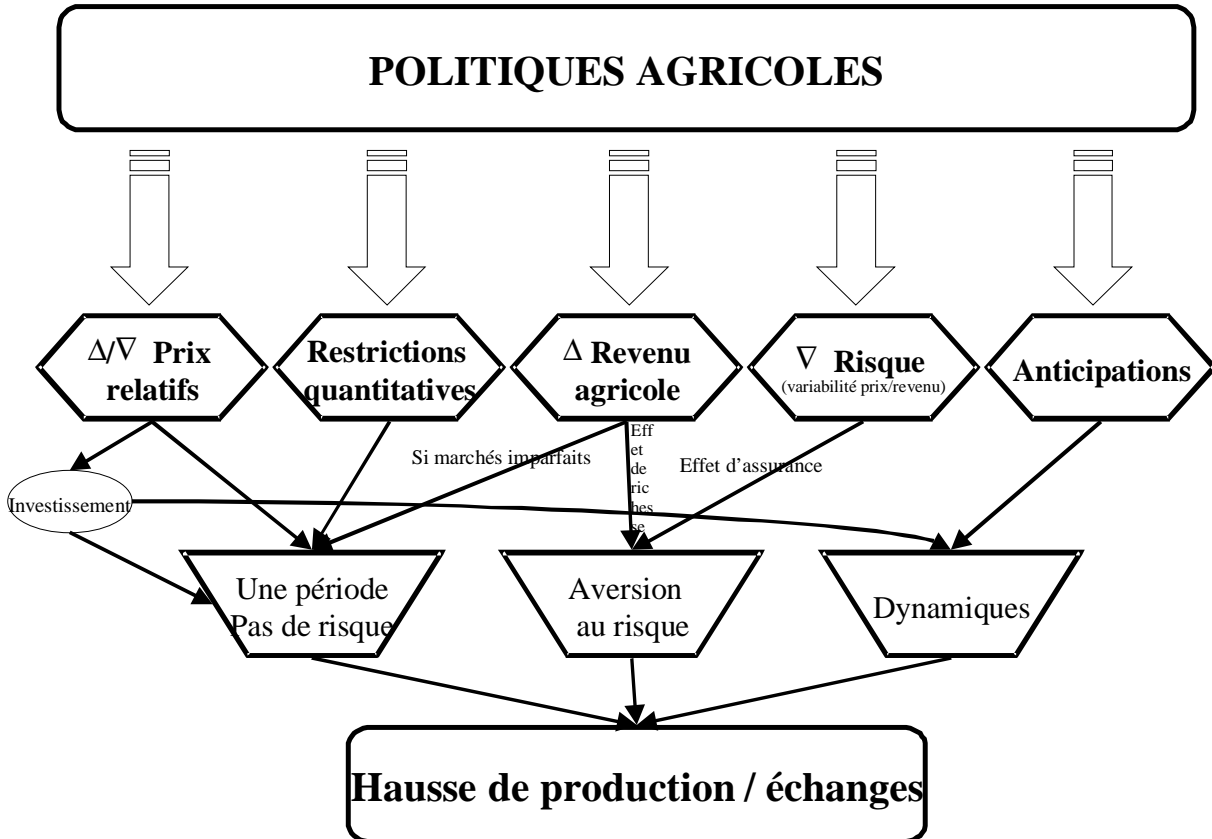 POLITIQUES AGRICOLES
Δ/∇ Prix
relatifs
Restrictions
quantitatives
Δ Revenu
agricole
∇ Risque
(variabilité prix/revenu)
Anticipations
Si marchés imparfaits
Eff
et
de
ric
hes
se
Effet d’assurance
Investissement
Une période
Pas de risque
Aversion
au risque
Dynamiques
Hausse de production / échanges